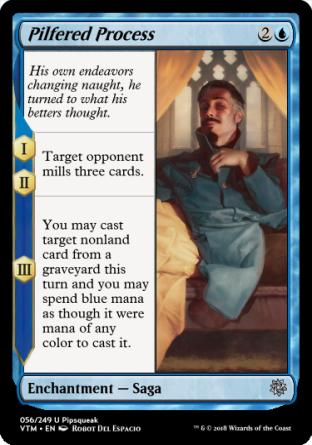 Pilfered Process 2
His own endeavors
changing naught, he
turned to what his
betters thought.
I
Target opponent
mills three cards.
II
You may cast
target nonland
card from a
graveyard this
turn and you may
spend blue mana
as though it were
mana of any
color to cast it.
III
Enchantment — Saga
056/249 U Pipsqueak
VTM • EN Robot Del Espacio
™ & © 2018 Wizards of the Coast